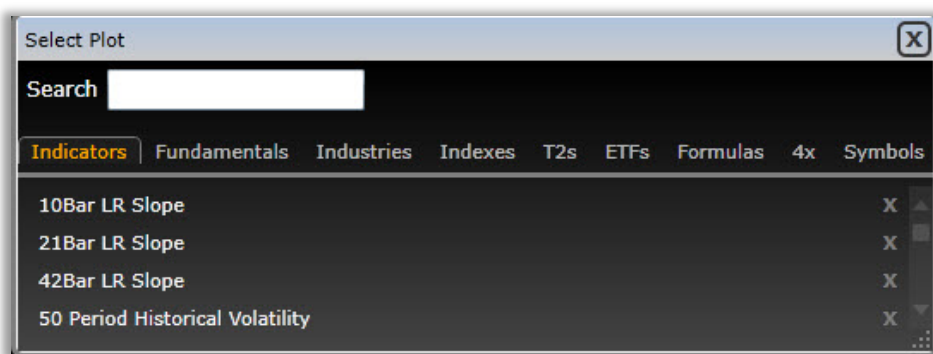 Select Plot X
Search
Indicators Fundamentals Industries Indexes T2s ETFs Formulas 4x Symbols
10Bar LR Slope X
21Bar LR Slope X
42Bar LR Slope X
50 Period Historical Volatility X